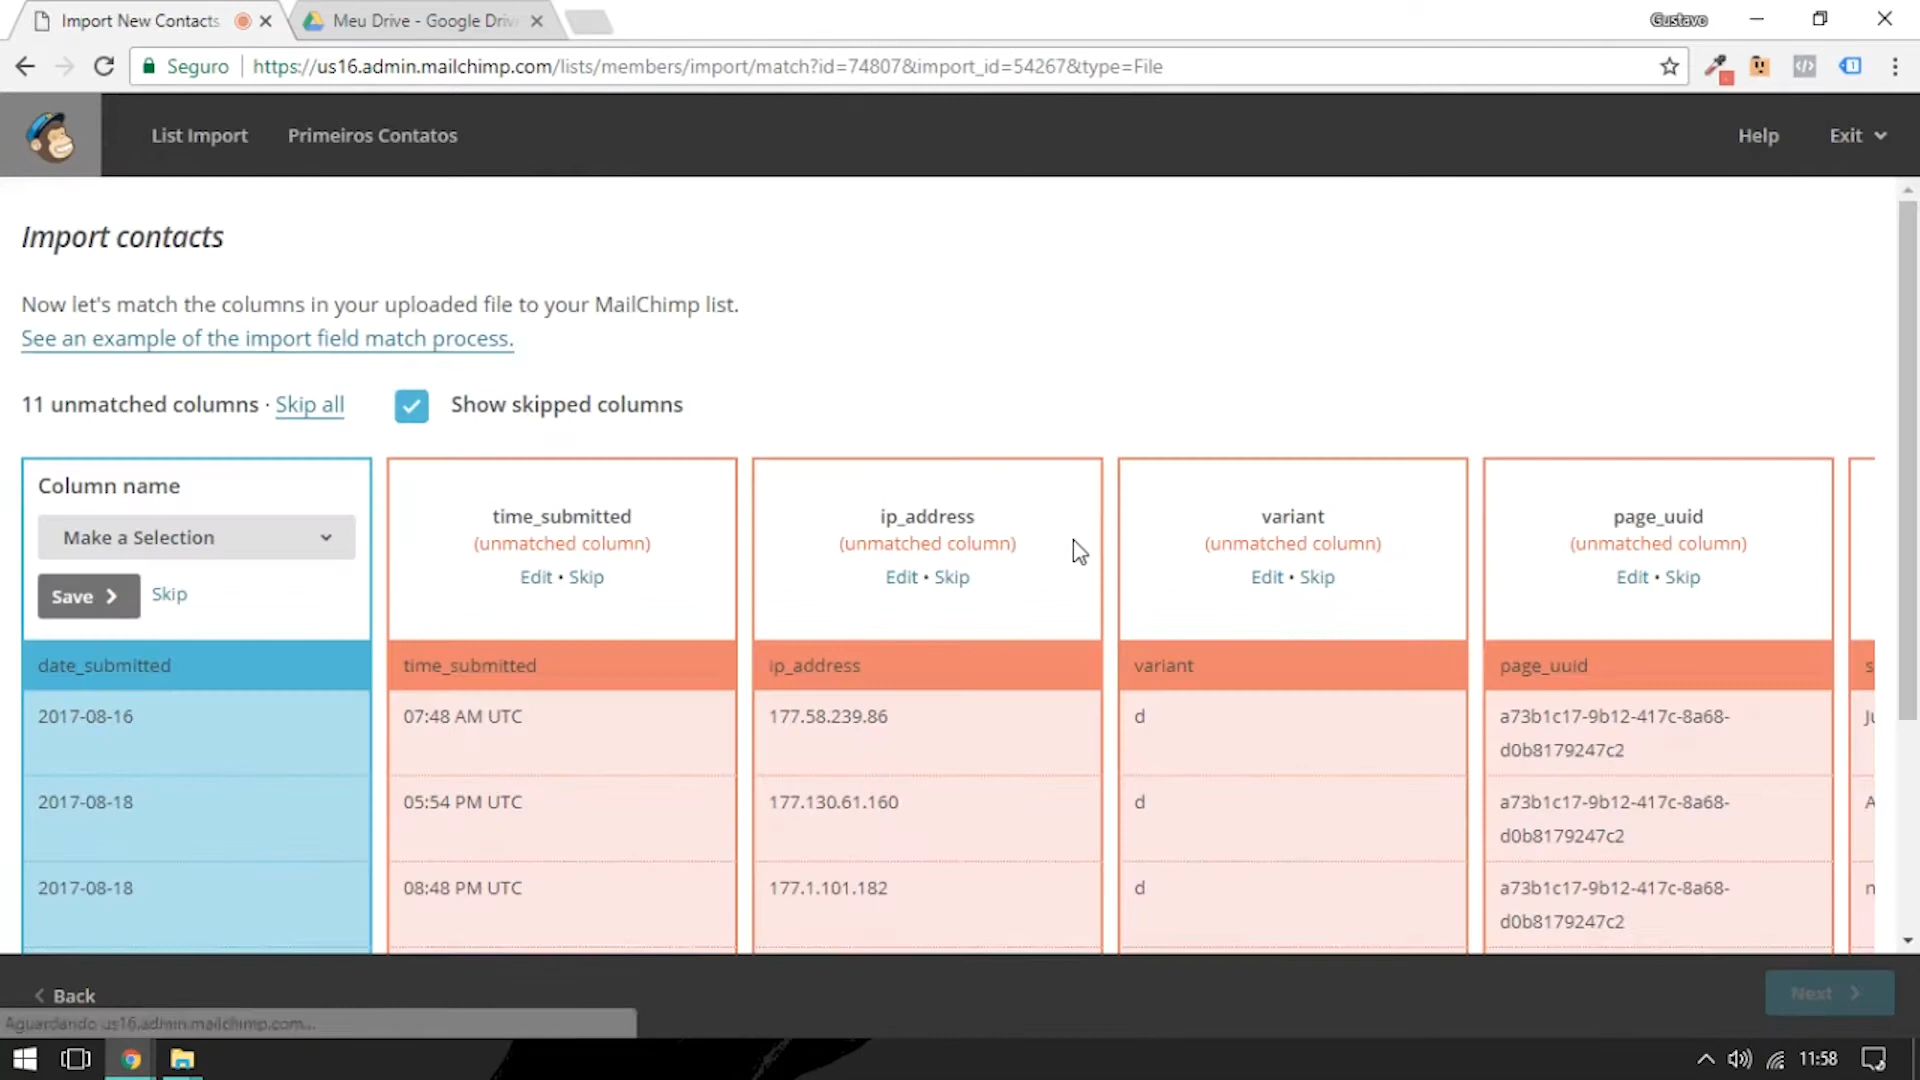 Import New Contacts
Meu Drive - Google Driv
Gustavo
Seguro
https://us16.admin.mailchimp.com/lists/members/import/match?id=74807&import_id=54267&type=File
List Import
Primeiros Contatos
Help
Exit
Import contacts
Now let's match the columns in your uploaded file to your MailChimp list.
See an example of the import field match process.
11 unmatched columns · Skip all
Show skipped columns
Column name
Make a Selection
Save
Skip
time_submitted
(unmatched column)
Edit • Skip
ip_address
(unmatched column)
Edit • Skip
variant
(unmatched column)
Edit • Skip
page_uuid
(unmatched column)
Edit • Skip
date_submitted
time_submitted
ip_address
variant
page_uuid
s
2017-08-16
07:48 AM UTC
177.58.239.86
d
a73b1c17-9b12-417c-8a68-
d0b8179247c2
2017-08-18
05:54 PM UTC
177.130.61.160
d
a73b1c17-9b12-417c-8a68-
d0b8179247c2
A
2017-08-18
08:48 PM UTC
177.1.101.182
d
a73b1c17-9b12-417c-8a68-
d0b8179247c2
n
Back
Next
Aguardando us16.admin.mailchimp.com...
11:58